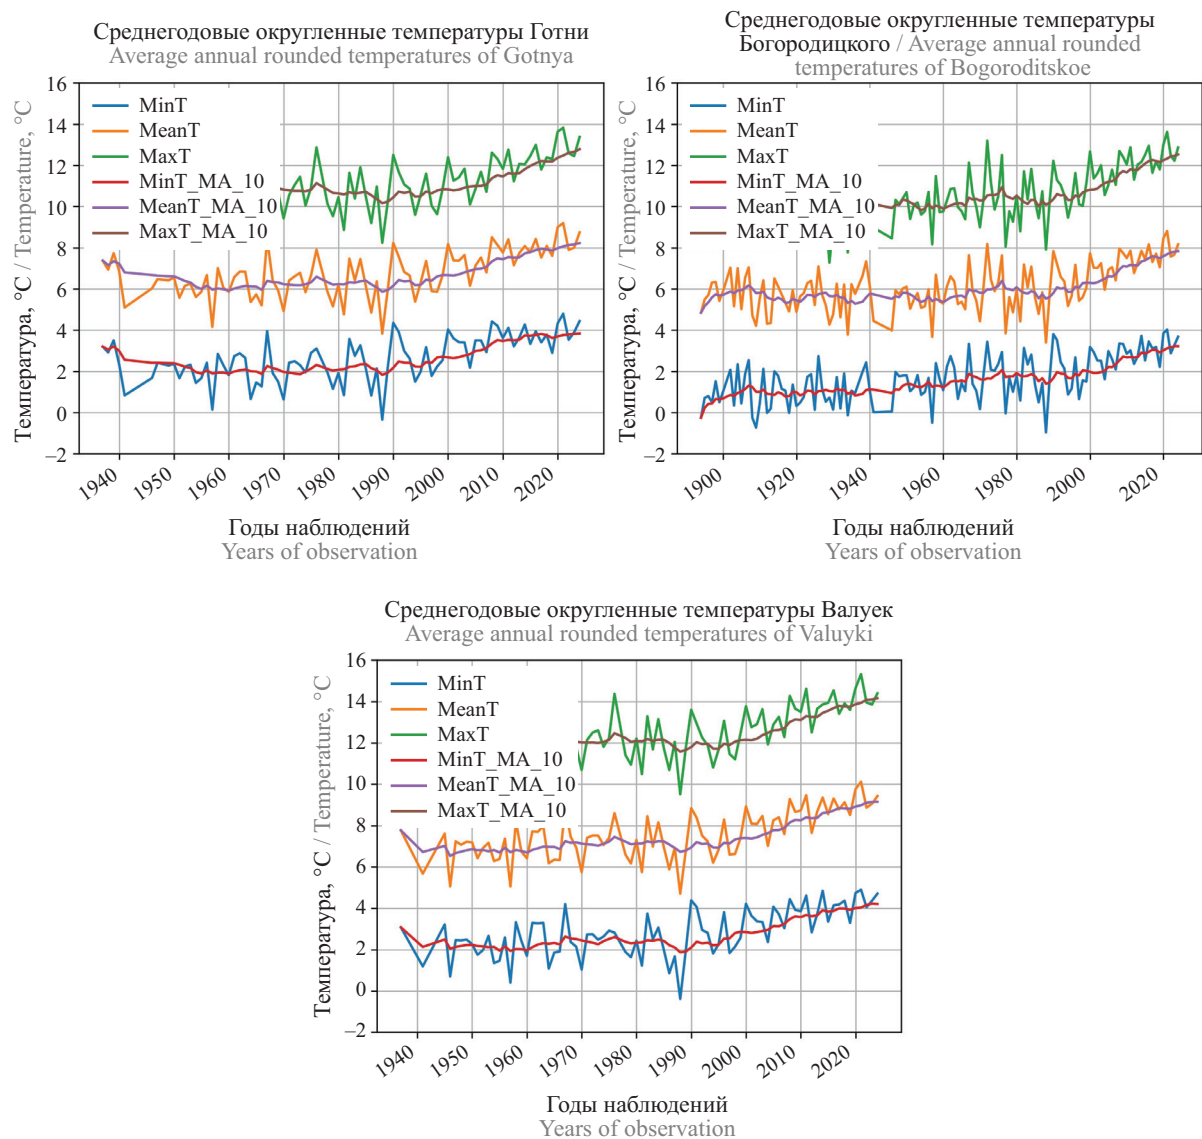 Среднегодовые округленные температуры Готни
Average annual rounded temperatures of Gotnya
Температура, °C / Temperature, °C
16
14
12
10
8
6
4
2
0
–2
MinT
MeanT
MaxT
MinT_MA_10
MeanT_MA_10
MaxT_MA_10
1940
1950
1960
1970
1980
1990
2000
2010
2020
Годы наблюдений
Years of observation
Среднегодовые округленные температуры
Богородицкого / Average annual rounded
temperatures of Bogoroditskoe
Температура, °C / Temperature, °C
16
14
12
10
8
6
4
2
0
–2
MinT
MeanT
MaxT
MinT_MA_10
MeanT_MA_10
MaxT_MA_10
1900
1920
1940
1960
1980
2000
2020
Годы наблюдений
Years of observation
Среднегодовые округленные температуры Валуек
Average annual rounded temperatures of Valuyki
Температура, °C / Temperature, °C
16
14
12
10
8
6
4
2
0
–2
MinT
MeanT
MaxT
MinT_MA_10
MeanT_MA_10
MaxT_MA_10
1940
1950
1960
1970
1980
1990
2000
2010
2020
Годы наблюдений
Years of observation